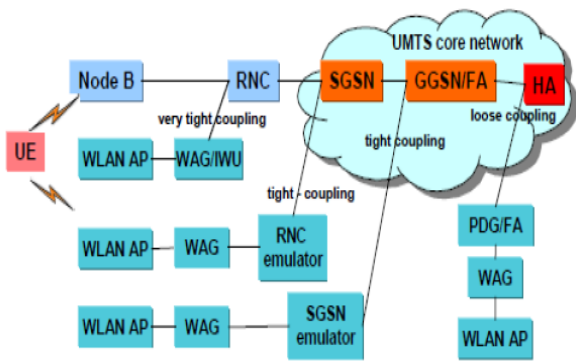 UMTS core network
Node B
RNC
SGSN
GGSN/FA
HA
very tight coupling
loose coupling
UE
WLAN AP
WAG/IWU
tight coupling
tight - coupling
WLAN AP
WAG
RNC
emulator
PDG/FA
WAG
WLAN AP
WAG
SGSN
emulator
WLAN AP